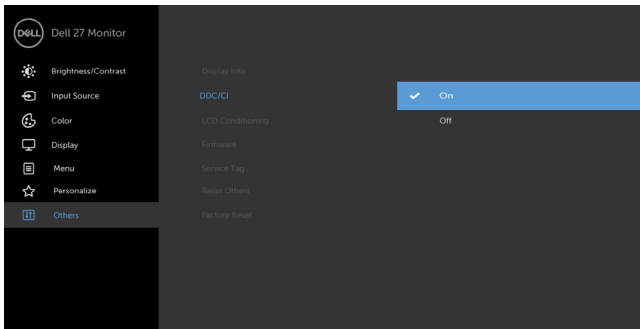 DELL Dell 27 Monitor
Brightness/Contrast Display Info
Input Source DDC/CI On
Color LCD Conditioning Off
Display Firmware
Menu Service Tag
Personalize Reset Others
Others Factory Reset